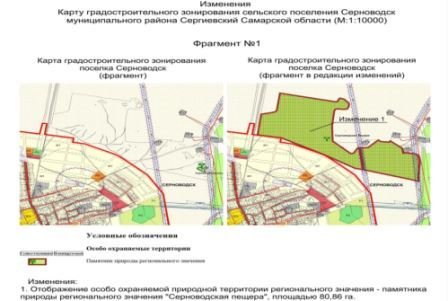 Изменения
Карту градостроительного зонирования сельского поселения Серноводск
муниципального района Сергиевский Самарской области (М:1:10000)
Фрагмент №1
Карта градостроительного зонирования
поселка Серноводск
(фрагмент)
Карта градостроительного зонирования
поселка Серноводск
(фрагмент в редакции изменений)
Изменение 1
СЕРНОВОДСК
СЕРНОВОДСК
Условные обозначения
Особо охраняемые территории
Памятник природы регионального значения
Изменения:
1. Отображение особо охраняемой природной территории регионального значения - памятника
природы регионального значения "Серноводская пещера", площадью 80,86 га.